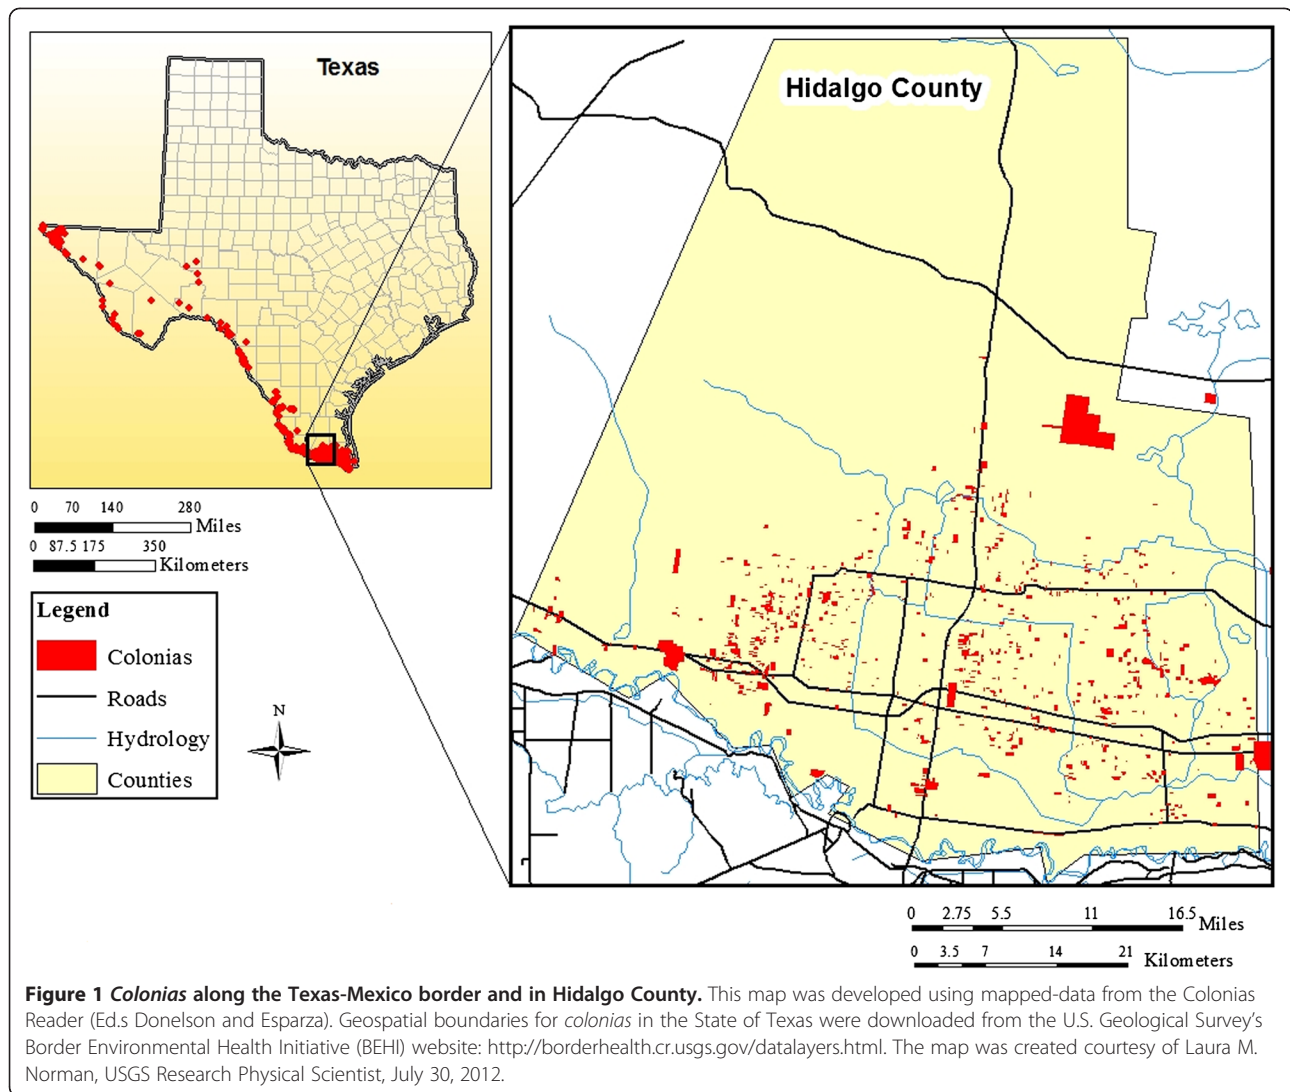 Texas
Hidalgo County
0 70 140 280
Miles
0 87.5 175 350
Kilometers
Legend
Colonias
Roads
Hydrology
Counties
N
0 2.75 5.5 11 16.5
Miles
0 3.5 7 14 21
Kilometers
Figure 1 Colonias along the Texas-Mexico border and in Hidalgo County. This map was developed using mapped-data from the Colonias
Reader (Ed.s Donelson and Esparza). Geospatial boundaries for colonias in the State of Texas were downloaded from the U.S. Geological Survey's
Border Environmental Health Initiative (BEHI) website: http://borderhealth.cr.usgs.gov/datalayers.html. The map was created courtesy of Laura M.
Norman, USGS Research Physical Scientist, July 30, 2012.